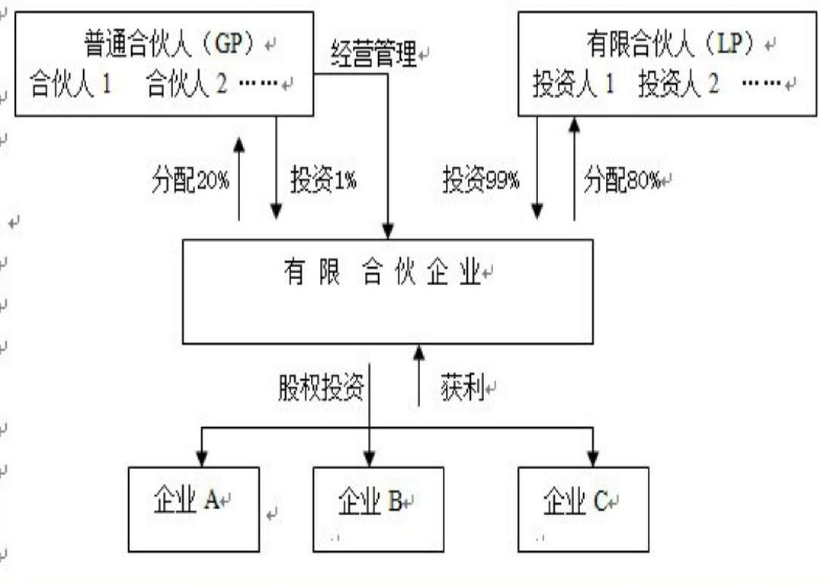 普通合伙人（GP）
合伙人1 合伙人2 ……
经营管理
有限合伙人（LP）
投资人1 投资人2 ……
分配20%
投资1%
投资99%
分配80%
有限 合伙企业
股权投资
获利
企业A
企业B
企业C